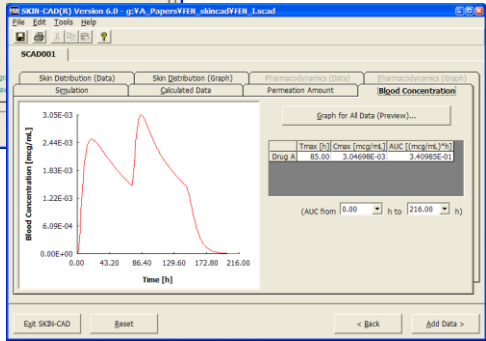 SKIN-CAD(R) Version 6.0 - g:¥A_Papers¥FEN_skincad¥FEN_1.scad
File Edit Tools Help
SCAD001
Skin Distribution (Data) Skin Distribution (Graph) Pharmacodynamics (Data) Pharmacodynamics (Graph)
Simulation Calculated Data Permeation Amount Blood Concentration
Graph for All Data (Preview)...
Tmax [h] Cmax [mcg/mL] AUC [(mcg/mL)*h]
Drug A 85.00 3.04698E-03 3.40985E-01
(AUC from 0.00 h to 216.00 h)
Blood Concentration [mcg/mL]
3.05E-03
2.44E-03
1.83E-03
1.22E-03
6.09E-04
0.00E+00
0.00 43.20 86.40 129.60 172.80 216.00
Time [h]
Exit SKIN-CAD Reset < Back Add Data >